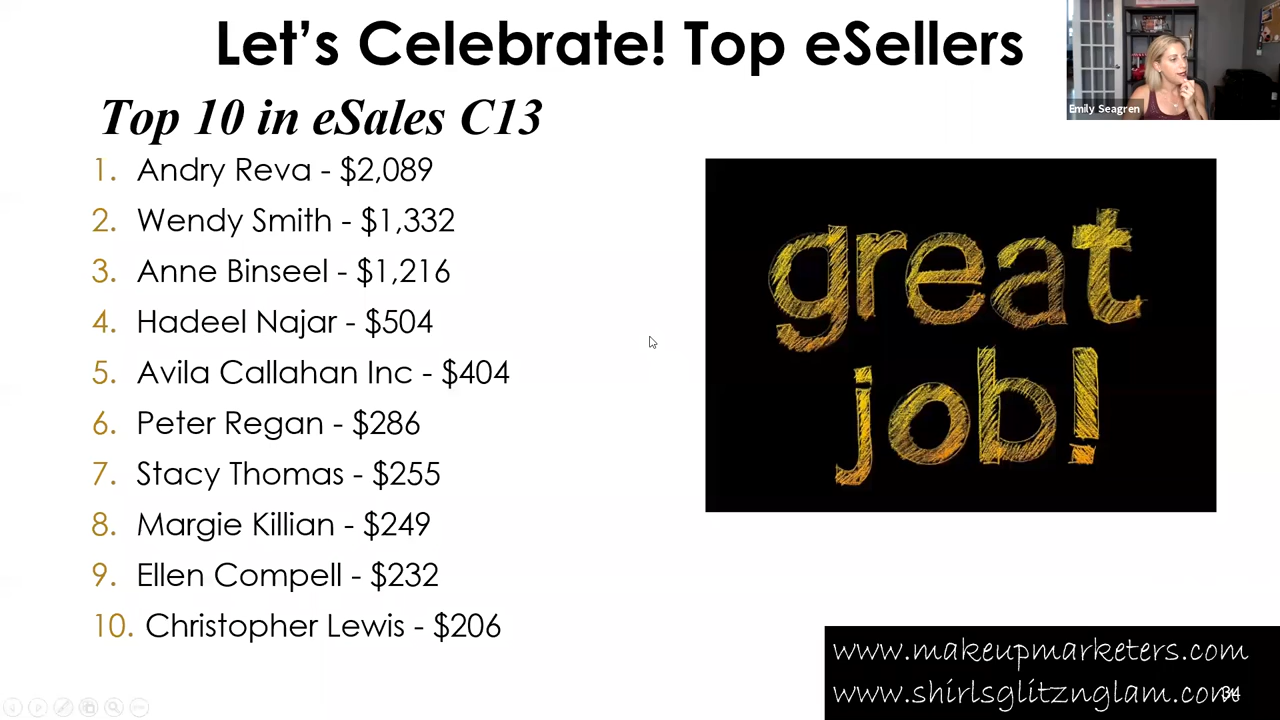 Let's Celebrate! Top eSellers
Emily Seagren
Top 10 in eSales C13
1. Andry Reva - $2,089
2. Wendy Smith - $1,332
3. Anne Binseel - $1,216
4. Hadeel Najar - $504
5. Avila Callahan Inc - $404
6. Peter Regan - $286
7. Stacy Thomas - $255
8. Margie Killian - $249
9. Ellen Compell - $232
10. Christopher Lewis - $206
great
job!
www.makeupmarketers.com
www.shirlsglitznglam.com
34